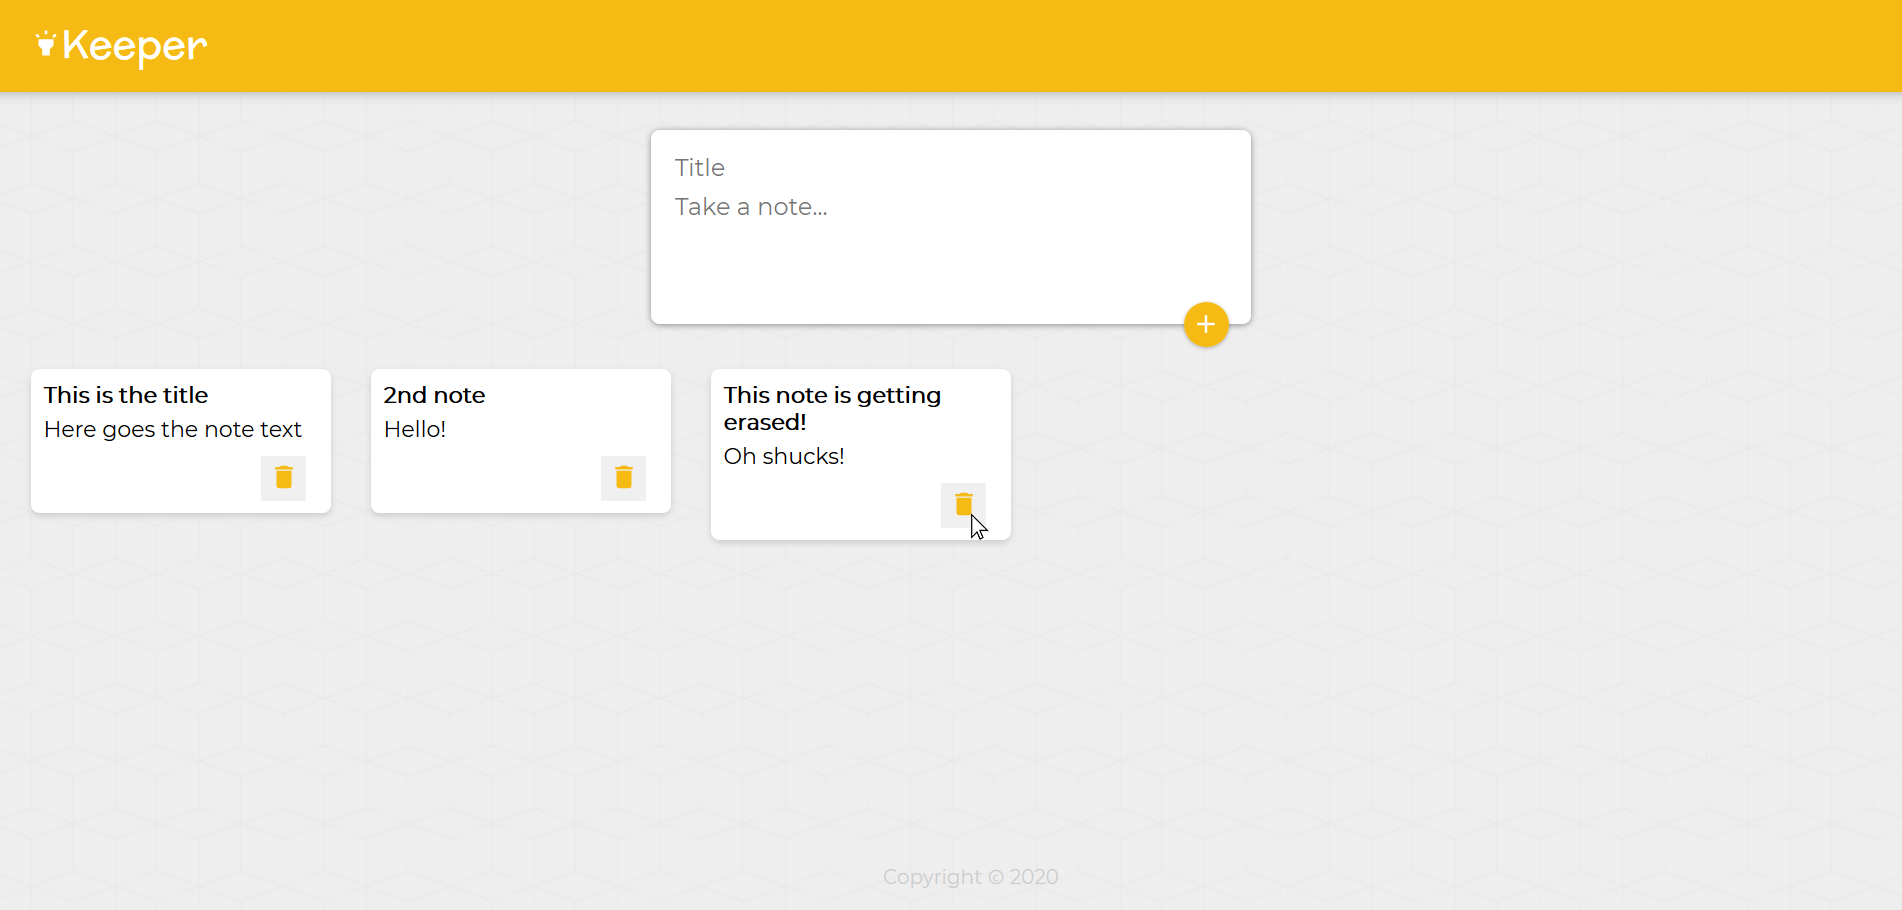 Keeper
Title
Take a note...
+
This is the title
Here goes the note text
2nd note
Hello!
This note is getting
erased!
Oh shucks!
Copyright © 2020